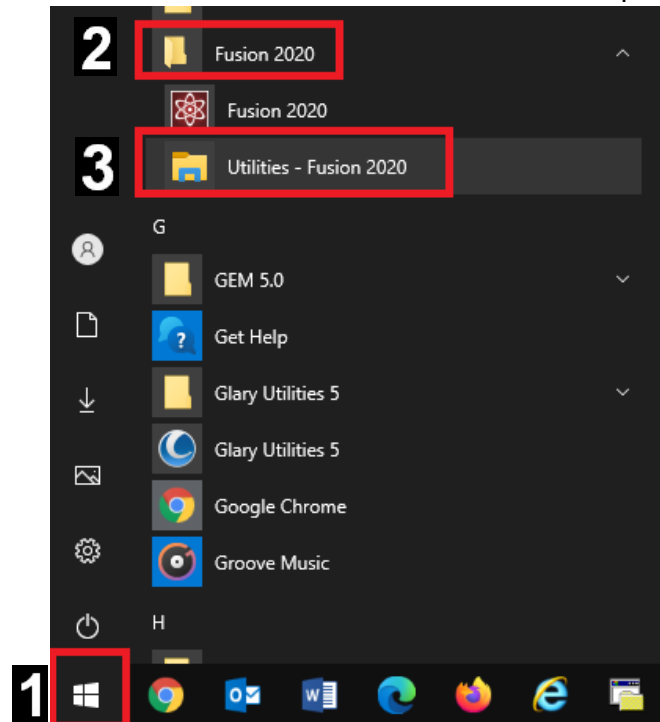 2
Fusion 2020
Fusion 2020
3
Utilities - Fusion 2020
G
GEM 5.0
Get Help
Glary Utilities 5
Glary Utilities 5
Google Chrome
Groove Music
H
1